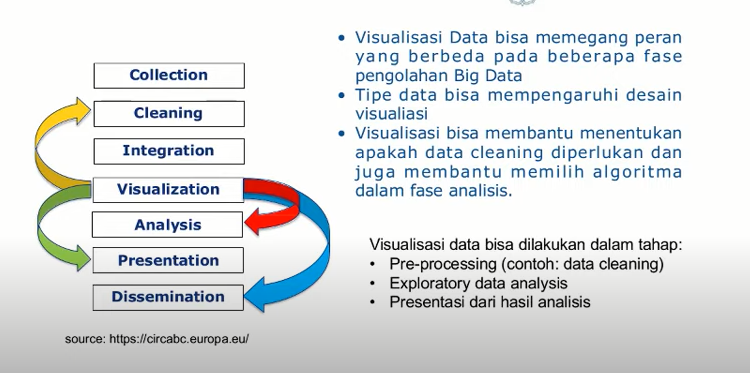 Collection
Cleaning
Integration
Visualization
Analysis
Presentation
Dissemination
source: https://circabc.europa.eu/
• Visualisasi Data bisa memegang peran
yang berbeda pada beberapa fase
pengolahan Big Data
• Tipe data bisa mempengaruhi desain
visualiasi
• Visualisasi bisa membantu menentukan
apakah data cleaning diperlukan dan
juga membantu memilih algoritma
dalam fase analisis.
Visualisasi data bisa dilakukan dalam tahap:
• Pre-processing (contoh: data cleaning)
• Exploratory data analysis
• Presentasi dari hasil analisis